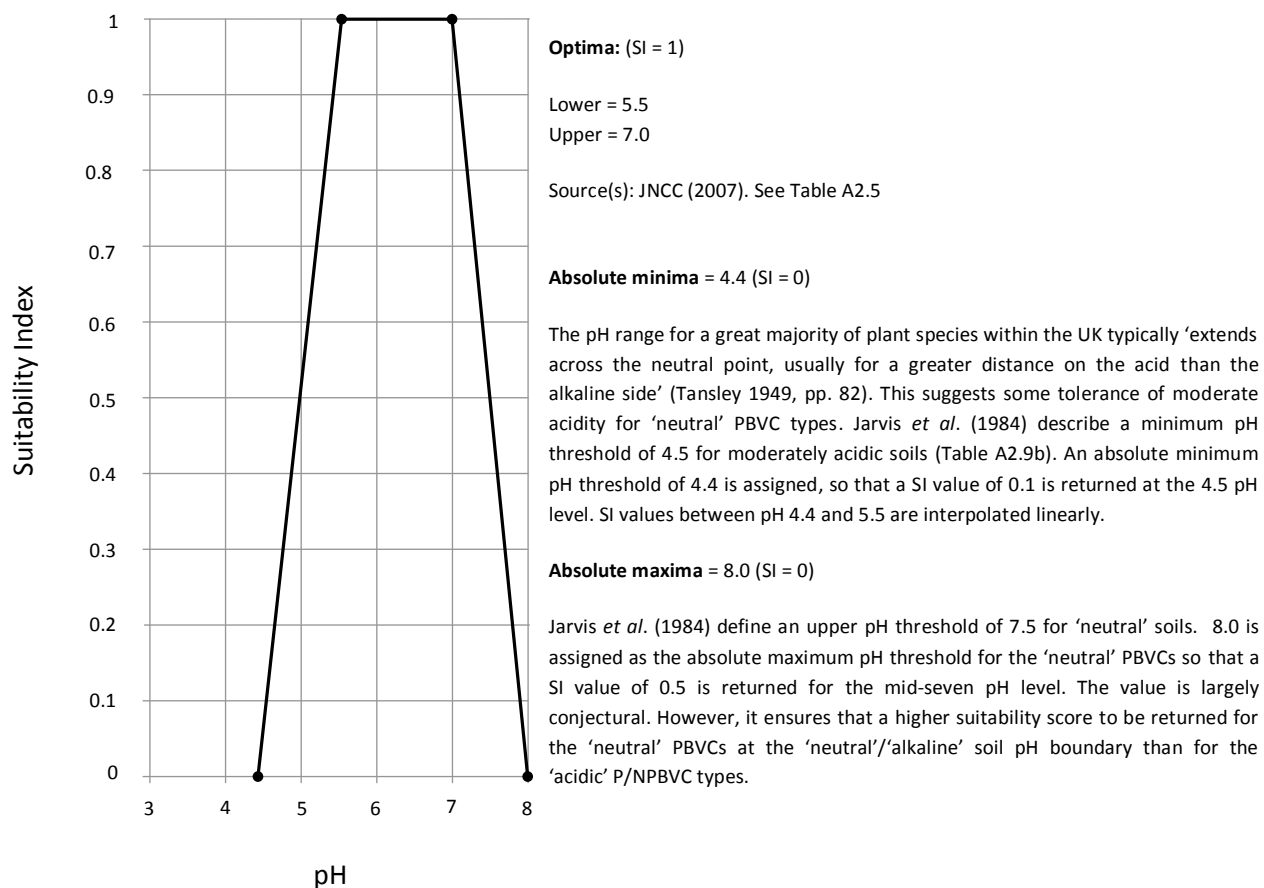 Suitability Index
1
0.9
0.8
0.7
0.6
0.5
0.4
0.3
0.2
0.1
0
3 4 5 6 7 8
pH
Optima: (SI = 1)
Lower = 5.5
Upper = 7.0
Source(s): JNCC (2007). See Table A2.5
Absolute minima = 4.4 (SI = 0)
The pH range for a great majority of plant species within the UK typically ‘extends
across the neutral point, usually for a greater distance on the acid than the
alkaline side’ (Tansley 1949, pp. 82). This suggests some tolerance of moderate
acidity for ‘neutral’ PBVC types. Jarvis et al. (1984) describe a minimum pH
threshold of 4.5 for moderately acidic soils (Table A2.9b). An absolute minimum
pH threshold of 4.4 is assigned, so that a SI value of 0.1 is returned at the 4.5 pH
level. SI values between pH 4.4 and 5.5 are interpolated linearly.
Absolute maxima = 8.0 (SI = 0)
Jarvis et al. (1984) define an upper pH threshold of 7.5 for ‘neutral’ soils. 8.0 is
assigned as the absolute maximum pH threshold for the ‘neutral’ PBVCs so that a
SI value of 0.5 is returned for the mid-seven pH level. The value is largely
conjectural. However, it ensures that a higher suitability score to be returned for
the ‘neutral’ PBVCs at the ‘neutral’/‘alkaline’ soil pH boundary than for the
‘acidic’ P/NPBVC types.